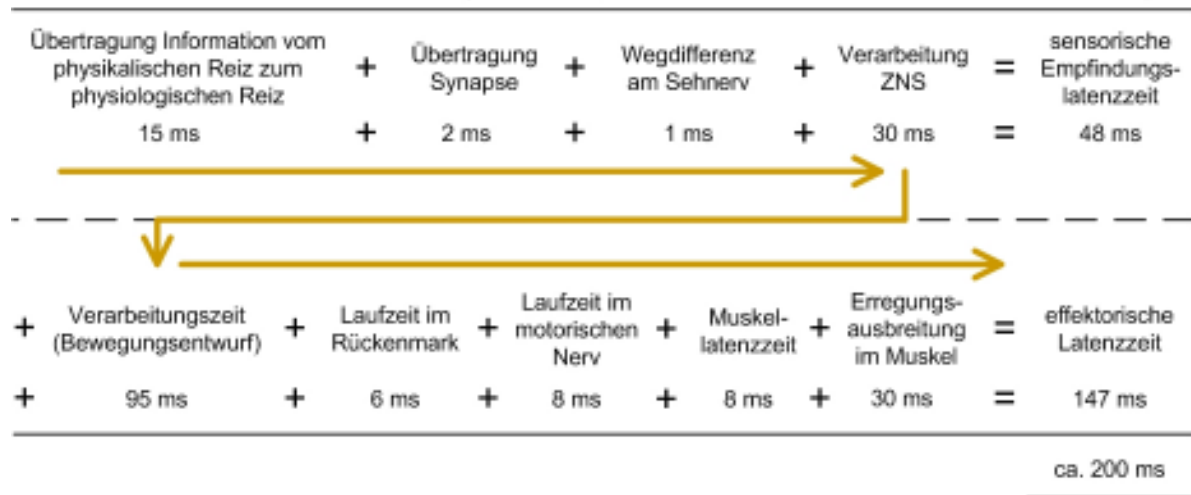 Übertragung Information vom physikalischen Reiz zum physiologischen Reiz + Übertragung Synapse + Wegdifferenz am Sehnerv + Verarbeitung ZNS = sensorische Empfindungs-latenzzeit
15 ms + 2 ms + 1 ms + 30 ms = 48 ms
+ Verarbeitungszeit (Bewegungsentwurf) + Laufzeit im Rückenmark + Laufzeit im motorischen Nerv + Muskel-latenzzeit + Erregungs-ausbreitung im Muskel = effektorische Latenzzeit
+ 95 ms + 6 ms + 8 ms + 8 ms + 30 ms = 147 ms
ca. 200 ms